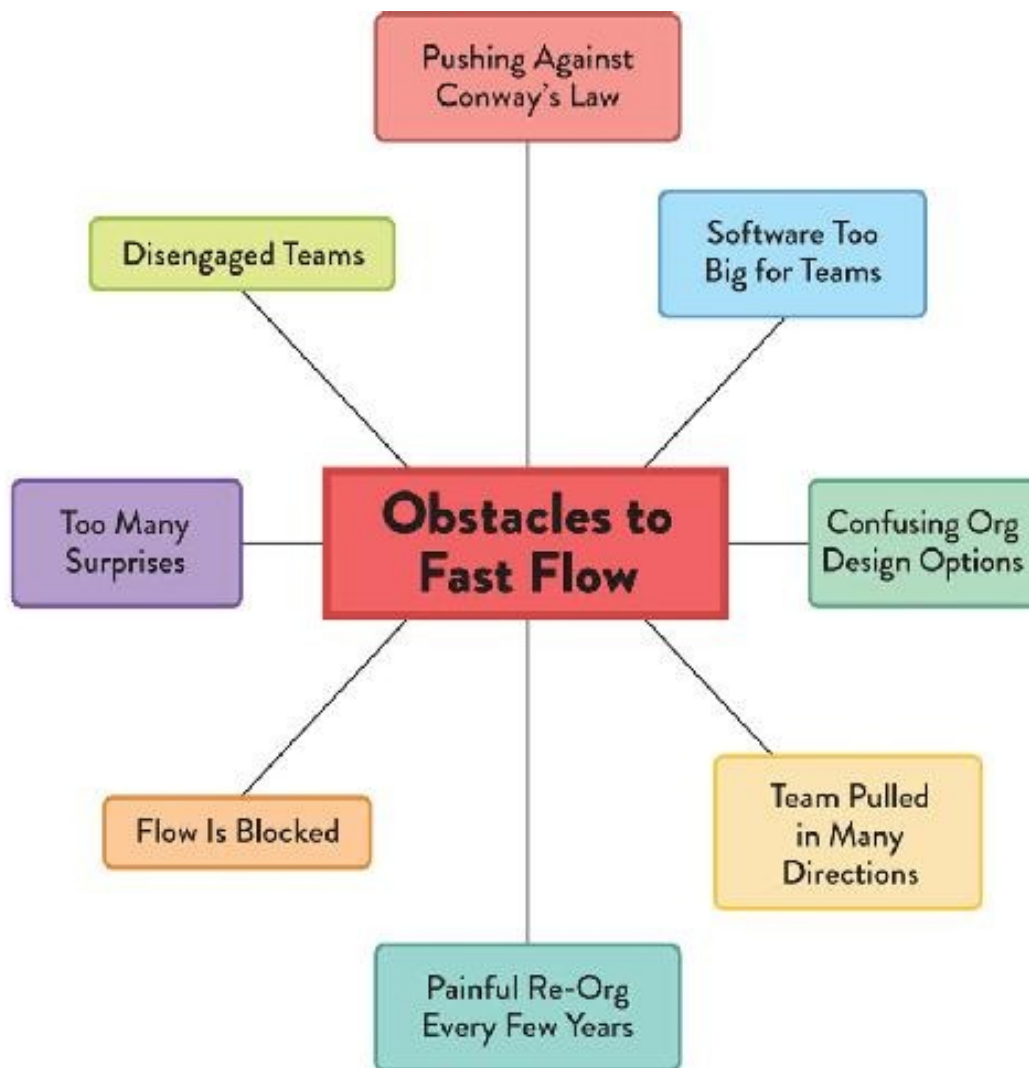 Pushing Against
Conway's Law
Disengaged Teams
Software Too
Big for Teams
Too Many
Surprises
Obstacles to
Fast Flow
Confusing Org
Design Options
Flow Is Blocked
Team Pulled
in Many
Directions
Painful Re-Org
Every Few Years